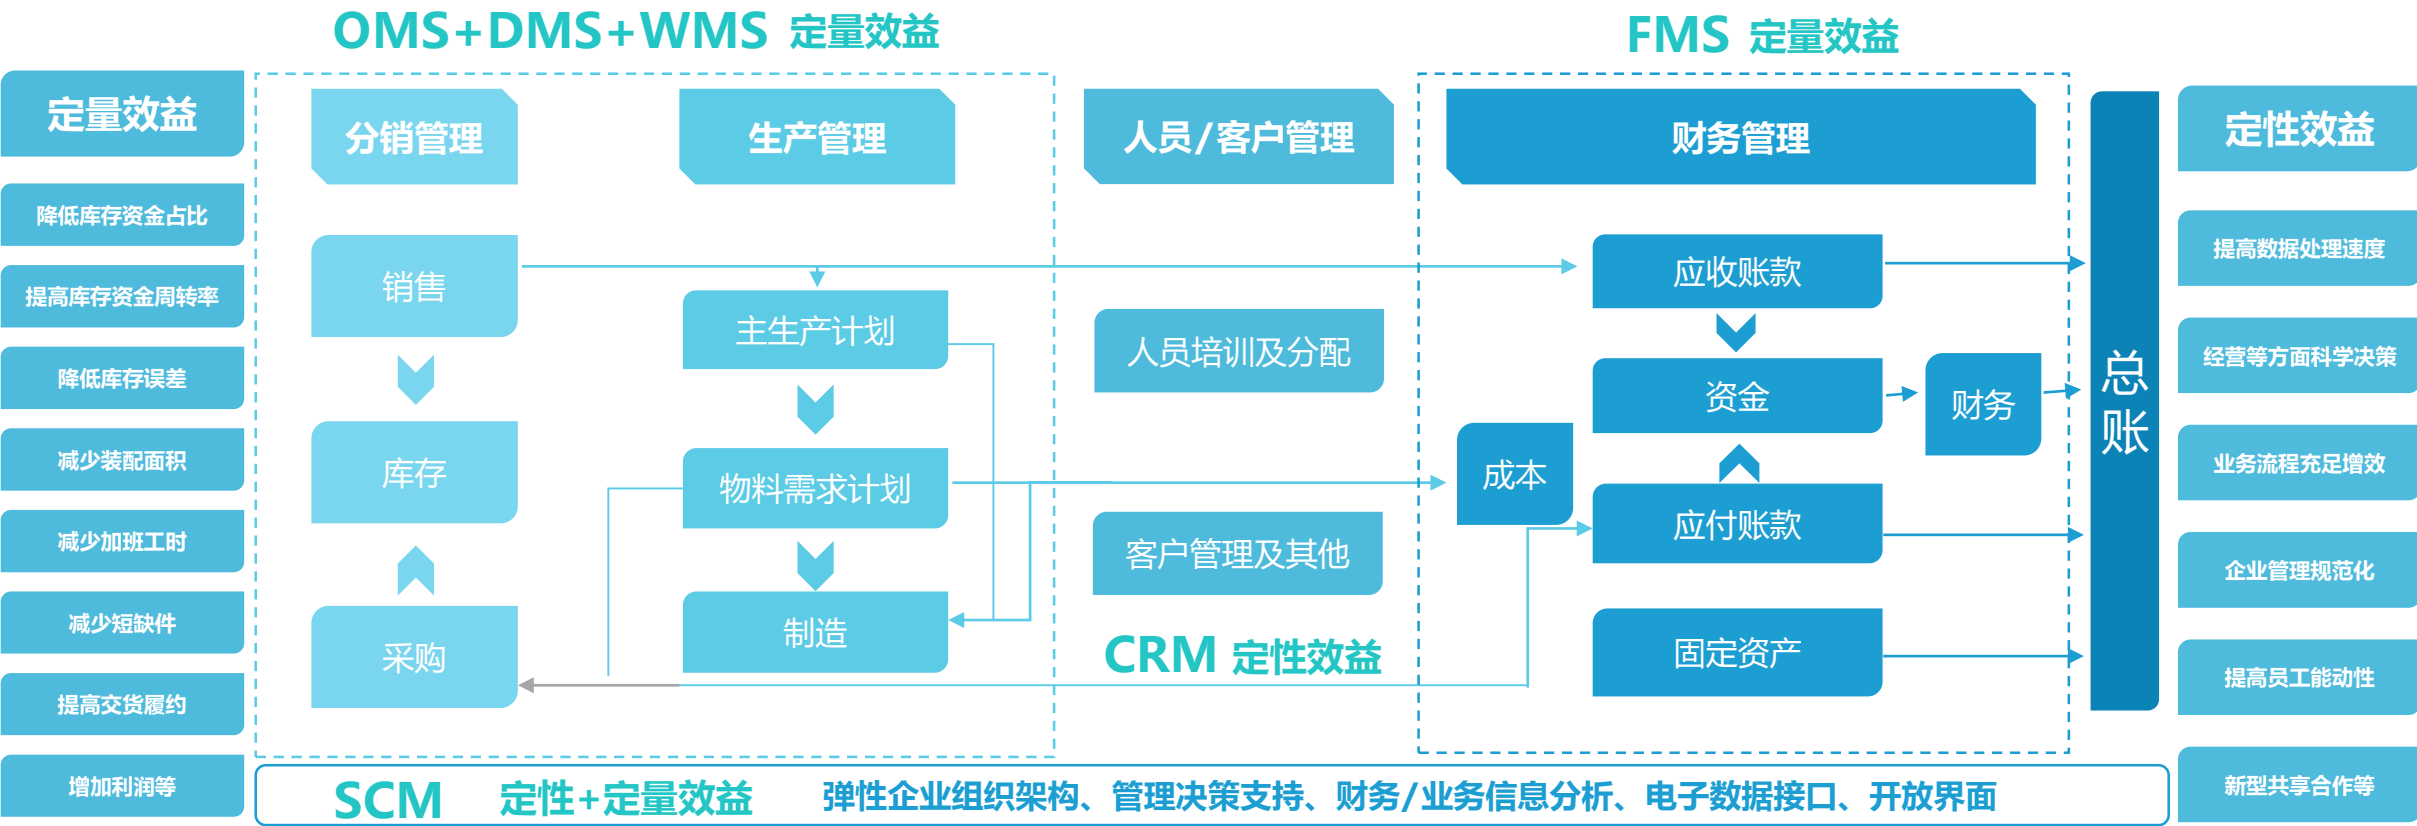 OMS+DMS+WMS 定量效益
FMS 定量效益
定量效益
降低库存资金占比
提高库存资金周转率
降低库存误差
减少装配面积
减少加班工时
减少短缺件
提高交货履约
增加利润等
分销管理
销售
库存
采购
生产管理
主生产计划
物料需求计划
制造
人员/客户管理
人员培训及分配
客户管理及其他
CRM 定性效益
财务管理
成本
应收账款
资金
应付账款
固定资产
财务
总
账
定性效益
提高数据处理速度
经营等方面科学决策
业务流程充足增效
企业管理规范化
提高员工能动性
新型共享合作等
SCM 定性+定量效益 弹性企业组织架构、管理决策支持、财务/业务信息分析、电子数据接口、开放界面